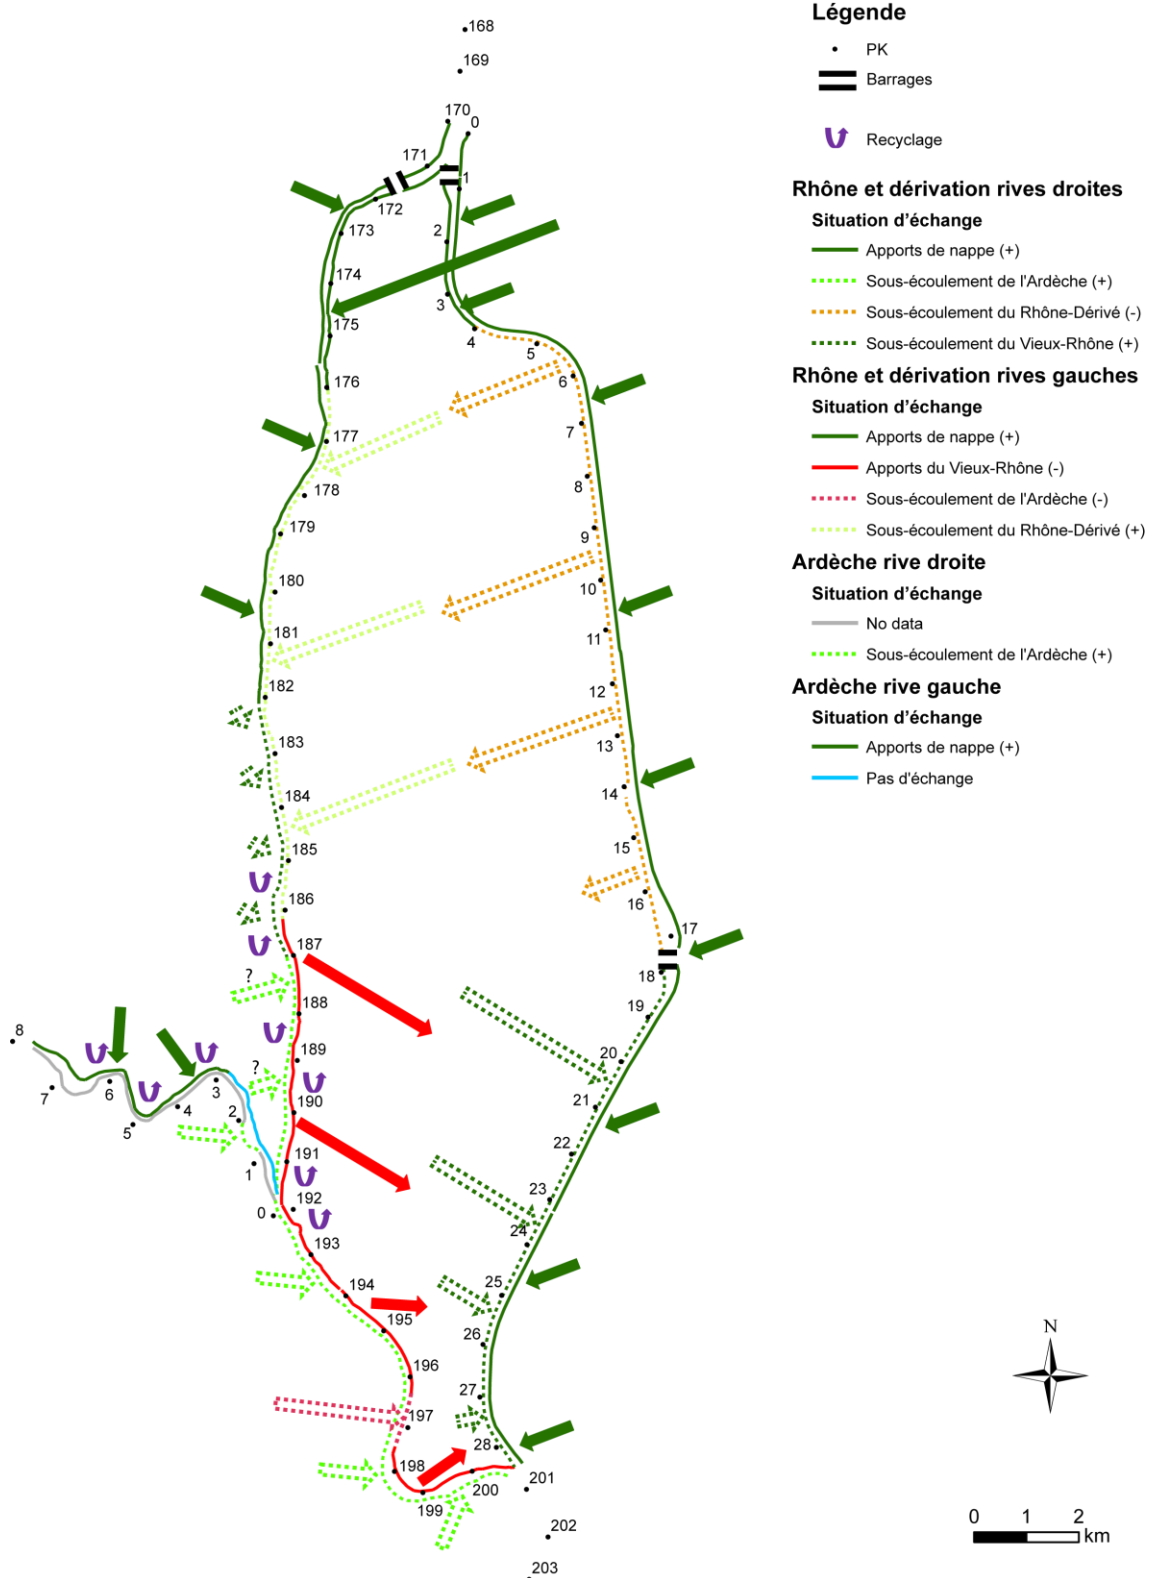 Légende
PK
Barrages
Recyclage
Rhône et dérivation rives droites
Situation d'échange
Apports de nappe (+)
Sous-écoulement de l'Ardèche (+)
Sous-écoulement du Rhône-Dérivé (-)
Sous-écoulement du Vieux-Rhône (+)
Rhône et dérivation rives gauches
Situation d'échange
Apports de nappe (+)
Apports du Vieux-Rhône (-)
Sous-écoulement de l'Ardèche (-)
Sous-écoulement du Rhône-Dérivé (+)
Ardèche rive droite
Situation d'échange
No data
Sous-écoulement de l'Ardèche (+)
Ardèche rive gauche
Situation d'échange
Apports de nappe (+)
Pas d'échange
168
169
170
171
172
173
174
175
176
177
178
179
180
181
182
183
184
185
186
187
188
189
190
191
192
193
194
195
196
197
198
199
200
201
202
203
0
1
2
3
4
5
6
7
8
9
10
11
12
13
14
15
16
17
18
19
20
21
22
23
24
25
26
27
28
?
?
8
7
6
5
4
3
2
1
0
N
0 1 2
km